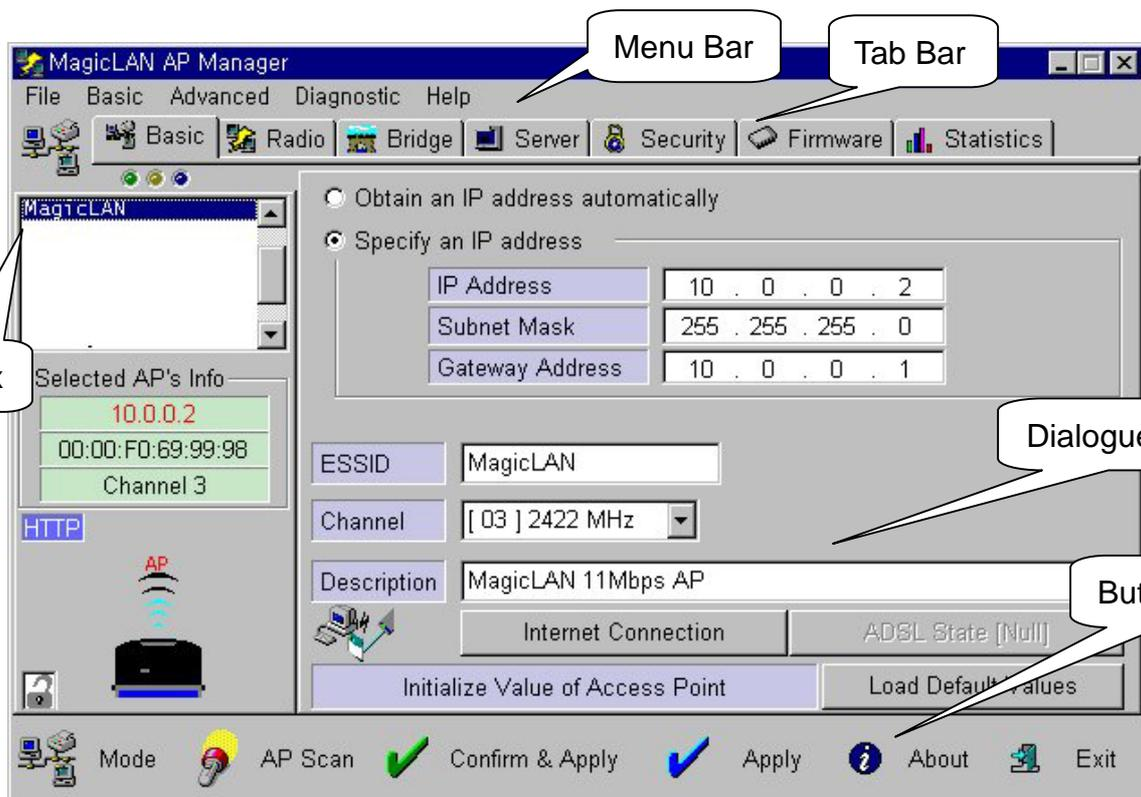 Menu Bar
Tab Bar
MagicLAN AP Manager
File Basic Advanced Diagnostic Help
Basic Radio Bridge Server Security Firmware Statistics
MagicLAN
Obtain an IP address automatically
Specify an IP address
IP Address 10 . 0 . 0 . 2
Subnet Mask 255 . 255 . 255 . 0
Gateway Address 10 . 0 . 0 . 1
Selected AP's Info
10.0.0.2
00:00:F0:69:99:98
Channel 3
Dialogue
ESSID MagicLAN
Channel [ 03 ] 2422 MHz
HTTP
AP
Description MagicLAN 11Mbps AP
Internet Connection ADSL State [Null]
Initialize Value of Access Point Load Default Values
Mode AP Scan Confirm & Apply Apply About Exit